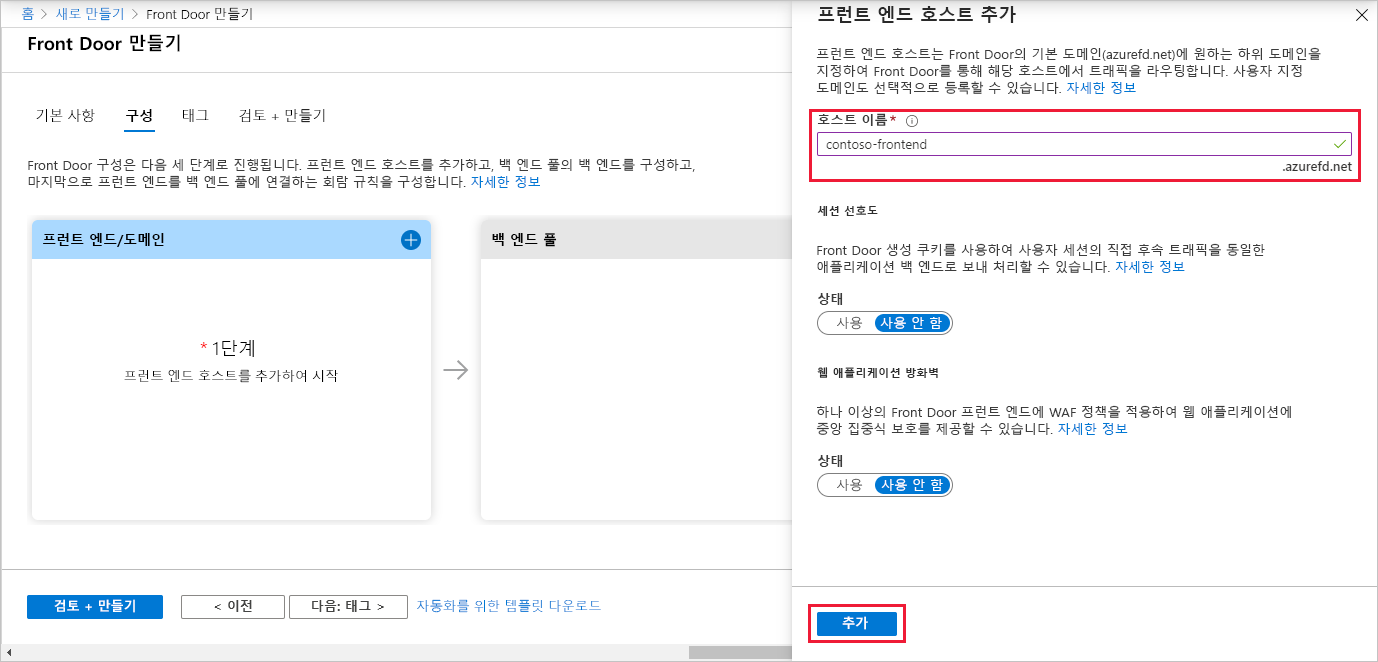 홈 > 새로 만들기 > Front Door 만들기
Front Door 만들기
기본 사항 구성 태그 검토 + 만들기
Front Door 구성은 다음 세 단계로 진행됩니다. 프런트 엔드 호스트를 추가하고, 백 엔드 풀의 백 엔드를 구성하고,
마지막으로 프런트 엔드를 백 엔드 풀에 연결하는 회람 규칙을 구성합니다. 자세한 정보
프런트 엔드/도메인
* 1단계
프런트 엔드 호스트를 추가하여 시작
백 엔드 풀
검토 + 만들기
< 이전
다음: 태그 >
자동화를 위한 템플릿 다운로드
프런트 엔드 호스트 추가
프런트 엔드 호스트는 Front Door의 기본 도메인(azurefd.net)에 원하는 하위 도메인을
지정하여 Front Door를 통해 해당 호스트에서 트래픽을 라우팅합니다. 사용자 지정
도메인도 선택적으로 등록할 수 있습니다. 자세한 정보
호스트 이름 *
contoso-frontend
.azurefd.net
세션 선호도
Front Door 생성 쿠키를 사용하여 사용자 세션의 직접 후속 트래픽을 동일한
애플리케이션 백 엔드로 보내 처리할 수 있습니다. 자세한 정보
상태
사용 사용 안 함
웹 애플리케이션 방화벽
하나 이상의 Front Door 프런트 엔드에 WAF 정책을 적용하여 웹 애플리케이션에
중앙 집중식 보호를 제공할 수 있습니다. 자세한 정보
상태
사용 사용 안 함
추가